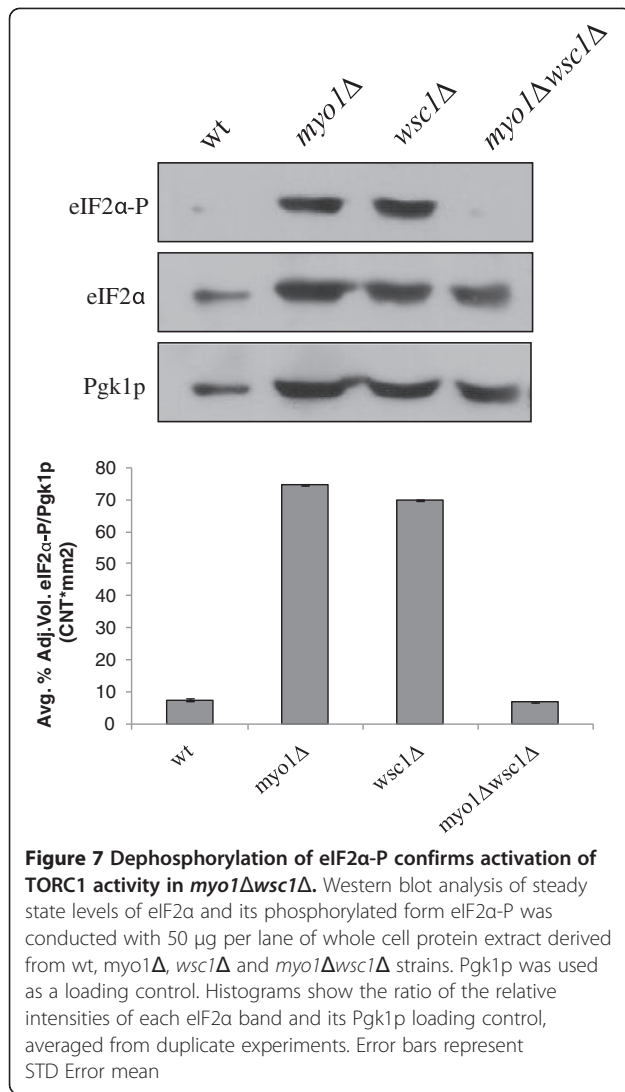 wt
myo1Δ
wsc1Δ
myo1Δwsc1Δ
eIF2α-P
eIF2α
Pgk1p
Avg. % Adj.Vol. eIF2α-P/Pgk1p
(CNT*mm2)
80
70
60
50
40
30
20
10
0
wt
myo1Δ
wsc1Δ
myo1Δwsc1Δ
Figure 7 Dephosphorylation of eIF2α-P confirms activation of
TORC1 activity in myo1Δwsc1Δ. Western blot analysis of steady
state levels of eIF2α and its phosphorylated form eIF2α-P was
conducted with 50 μg per lane of whole cell protein extract derived
from wt, myo1Δ, wsc1Δ and myo1Δwsc1Δ strains. Pgk1p was used
as a loading control. Histograms show the ratio of the relative
intensities of each eIF2α band and its Pgk1p loading control,
averaged from duplicate experiments. Error bars represent
STD Error mean